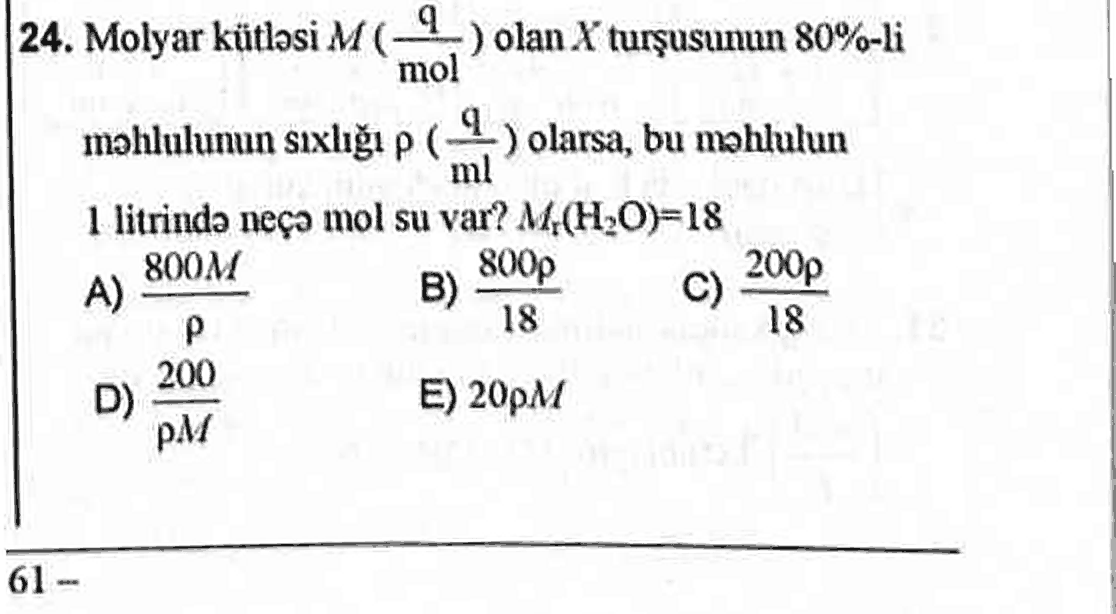 24. Molyar kütləsi M (q/mol) olan X turşusunun 80%-li
məhlulunun sıxlığı ρ (q/ml) olarsa, bu məhlulun
1 litrində neçə mol su var? Mᵣ(H₂O)=18
A) 800M/ρ B) 800ρ/18 C) 200ρ/18
D) 200/ρM E) 20ρM
61 –